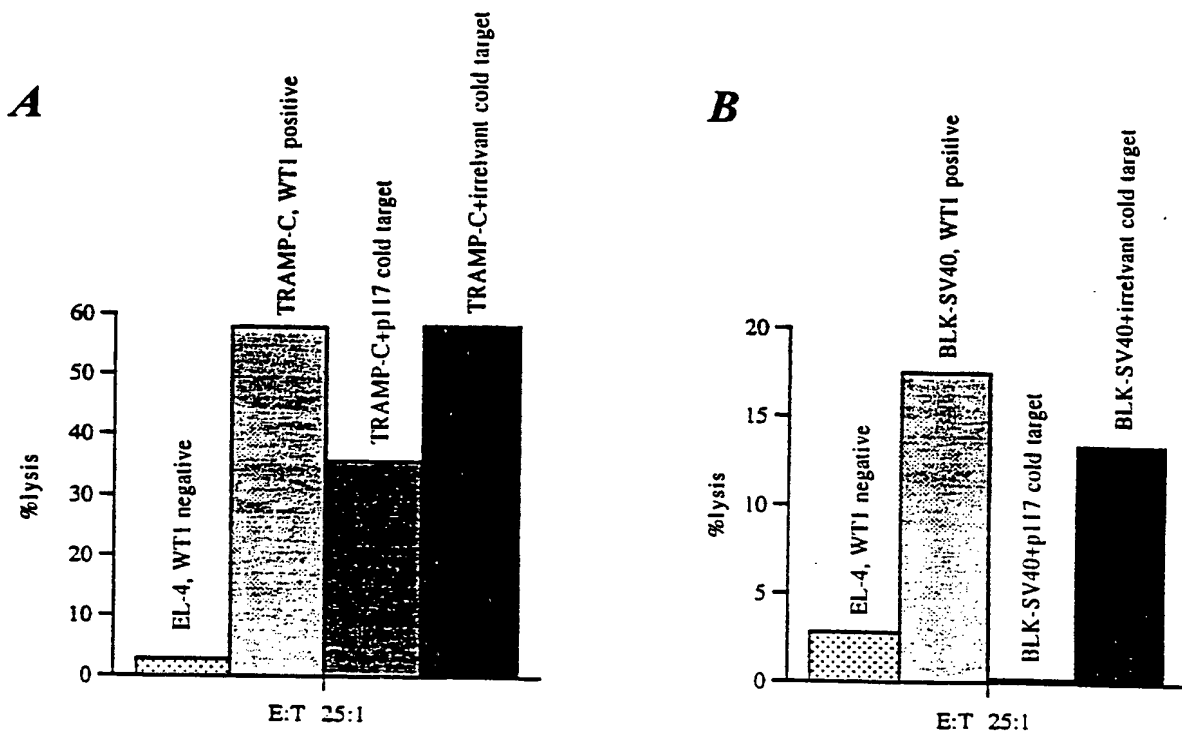 A
EL-4, WT1 negative
TRAMP-C, WT1 positive
TRAMP-C+p117 cold target
TRAMP-C+irrelvant cold target
%lysis
60
50
40
30
20
10
0
E:T 25:1
B
EL-4, WT1 negative
BLK-SV40, WT1 positive
BLK-SV40+p117 cold target
BLK-SV40+irrelvant cold target
%lysis
20
15
10
5
0
E:T 25:1